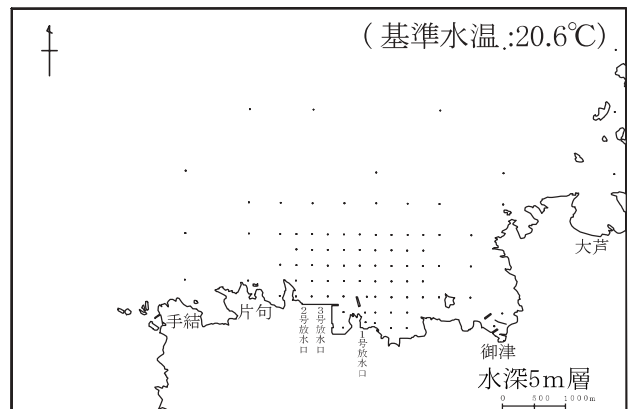 (基準水温:20.6℃)
大芦
手結
片句
2号放水口
3号放水口
1号放水口
御津
水深5m層
0 500 1000m